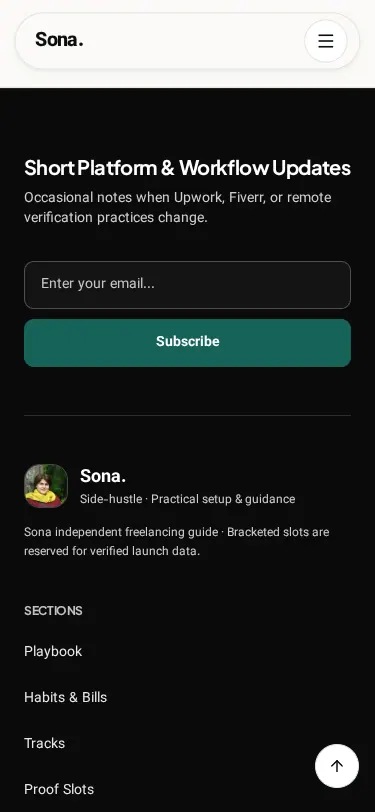 Sona.
Short Platform & Workflow Updates
Occasional notes when Upwork, Fiverr, or remote
verification practices change.
Enter your email...
Subscribe
Sona.
Side-hustle · Practical setup & guidance
Sona independent freelancing guide · Bracketed slots are
reserved for verified launch data.
SECTIONS
Playbook
Habits & Bills
Tracks
Proof Slots